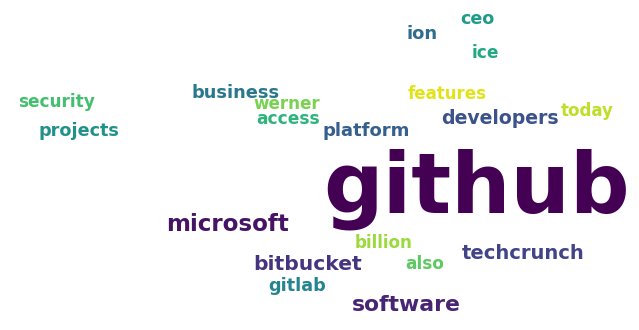 ceo
ion
ice
business
features
security
werner
today
access
developers
projects
platform
github
microsoft
billion
techcrunch
bitbucket
also
gitlab
software